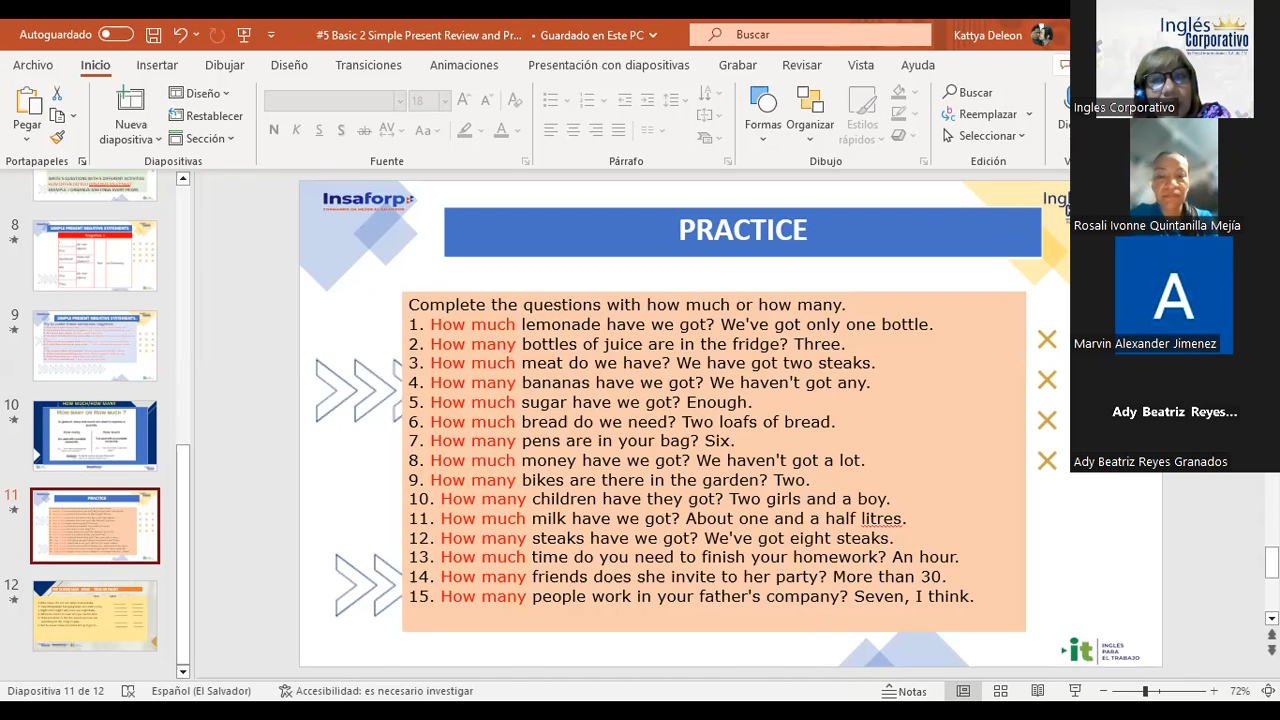 Autoguardado
#5 Basic 2 Simple Present Review and Pr... • Guardado en Este PC
Buscar
Kattya Deleon
Archivo Inicio Insertar Dibujar Diseño Transiciones Animaciones Presentación con diapositivas Grabar Revisar Vista Ayuda
Pegar
Nueva diapositiva
Diseño
Restablecer
Sección
18
Formas
Organizar
Estilos rápidos
Buscar
Reemplazar
Seleccionar
Portapapeles
Diapositivas
Fuente
Párrafo
Dibujo
Edición
8
9
10
HOW MANY OR HOW MUCH ?
11
PRACTICE
12
Insaforp
PRACTICE
Complete the questions with how much or how many.
1. How much lemonade have we got? We've got only one bottle.
2. How many bottles of juice are in the fridge? Three.
3. How much meat do we have? We have got two steaks.
4. How many bananas have we got? We haven't got any.
5. How much sugar have we got? Enough.
6. How much bread do we need? Two loafs of bread.
7. How many pens are in your bag? Six.
8. How much money have we got? We haven't got a lot.
9. How many bikes are there in the garden? Two.
10. How many children have they got? Two girls and a boy.
11. How much milk have we got? About one and a half litres.
12. How many steaks have we got? We've got eight steaks.
13. How much time do you need to finish your homework? An hour.
14. How many friends does she invite to her party? More than 30.
15. How many people work in your father's company? Seven, I think.
it INGLÉS PARA EL TRABAJO
Inglés Corporativo
Ingles Corporativo
Rosali Ivonne Quintanilla Mejía
A
Marvin Alexander Jimenez
Ady Beatriz Reyes...
Ady Beatriz Reyes Granados
Diapositiva 11 de 12
Español (El Salvador)
Accesibilidad: es necesario investigar
Notas
72%